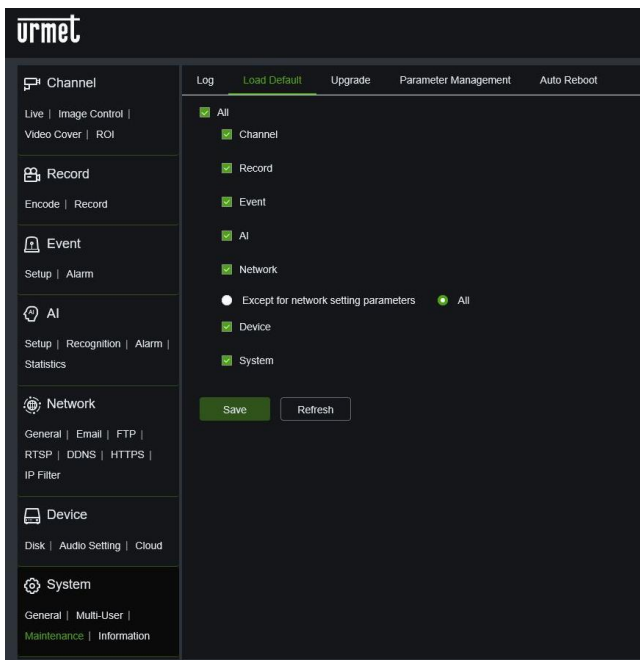 urmet
Channel
Live | Image Control |
Video Cover | ROI
Record
Encode | Record
Event
Setup | Alarm
AI
AI
Setup | Recognition | Alarm |
Statistics
Network
General | Email | FTP |
RTSP | DDNS | HTTPS |
IP Filter
Device
Disk | Audio Setting | Cloud
System
General | Multi-User |
Maintenance | Information
Log Load Default Upgrade Parameter Management Auto Reboot
All
Channel
Record
Event
AI
Network
Except for network setting parameters All
Device
System
Save Refresh